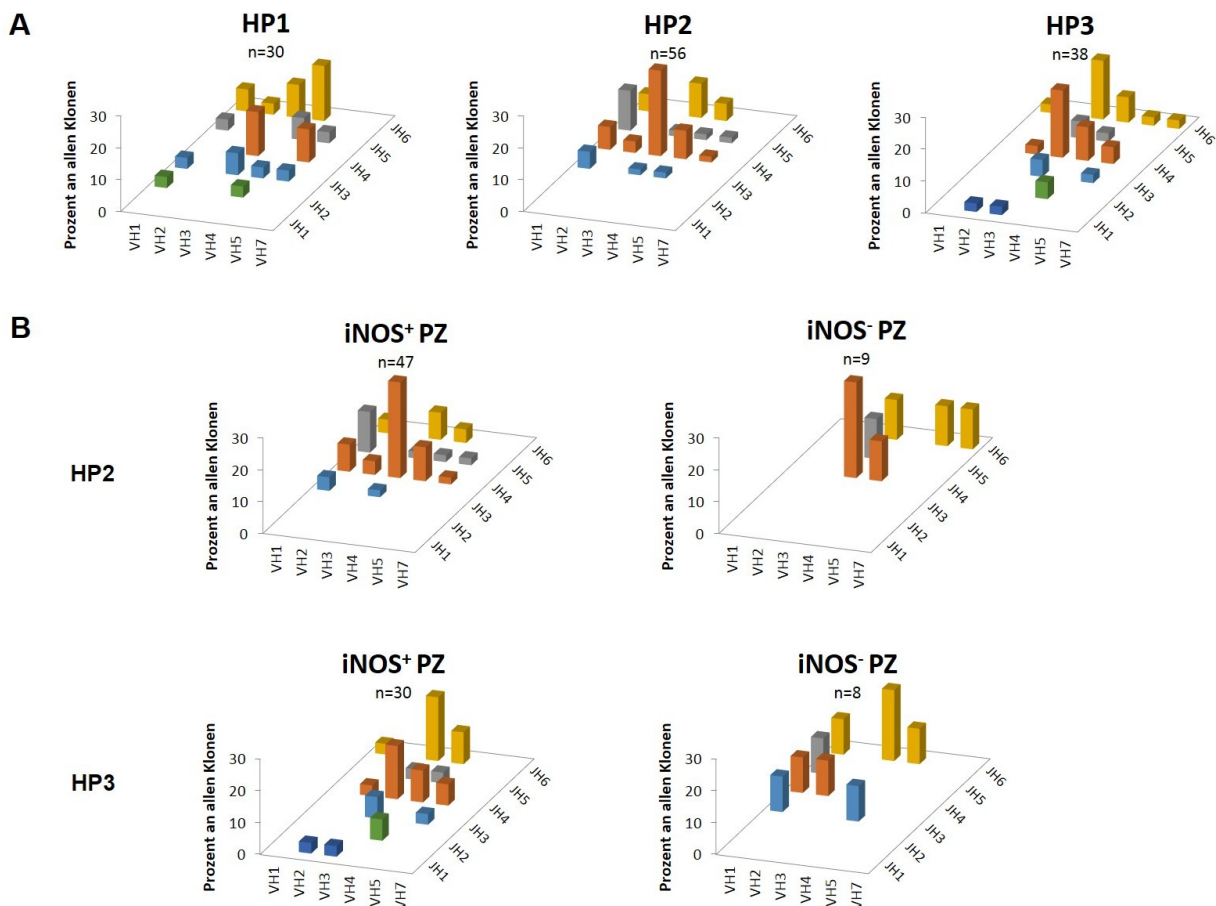 A
HP1
n=30
Prozent an allen Klonen
30
20
10
0
VH1
VH2
VH3
VH4
VH5
VH7
JH1
JH2
JH3
JH4
JH5
JH6
HP2
n=56
Prozent an allen Klonen
30
20
10
0
VH1
VH2
VH3
VH4
VH5
VH7
JH1
JH2
JH3
JH4
JH5
JH6
HP3
n=38
Prozent an allen Klonen
30
20
10
0
VH1
VH2
VH3
VH4
VH5
VH7
JH1
JH2
JH3
JH4
JH5
JH6
B
HP2
iNOS⁺ PZ
n=47
Prozent an allen Klonen
30
20
10
0
VH1
VH2
VH3
VH4
VH5
VH7
JH1
JH2
JH3
JH4
JH5
JH6
iNOS⁻ PZ
n=9
Prozent an allen Klonen
30
20
10
0
VH1
VH2
VH3
VH4
VH5
VH7
JH1
JH2
JH3
JH4
JH5
JH6
HP3
iNOS⁺ PZ
n=30
Prozent an allen Klonen
30
20
10
0
VH1
VH2
VH3
VH4
VH5
VH7
JH1
JH2
JH3
JH4
JH5
JH6
iNOS⁻ PZ
n=8
Prozent an allen Klonen
30
20
10
0
VH1
VH2
VH3
VH4
VH5
VH7
JH1
JH2
JH3
JH4
JH5
JH6